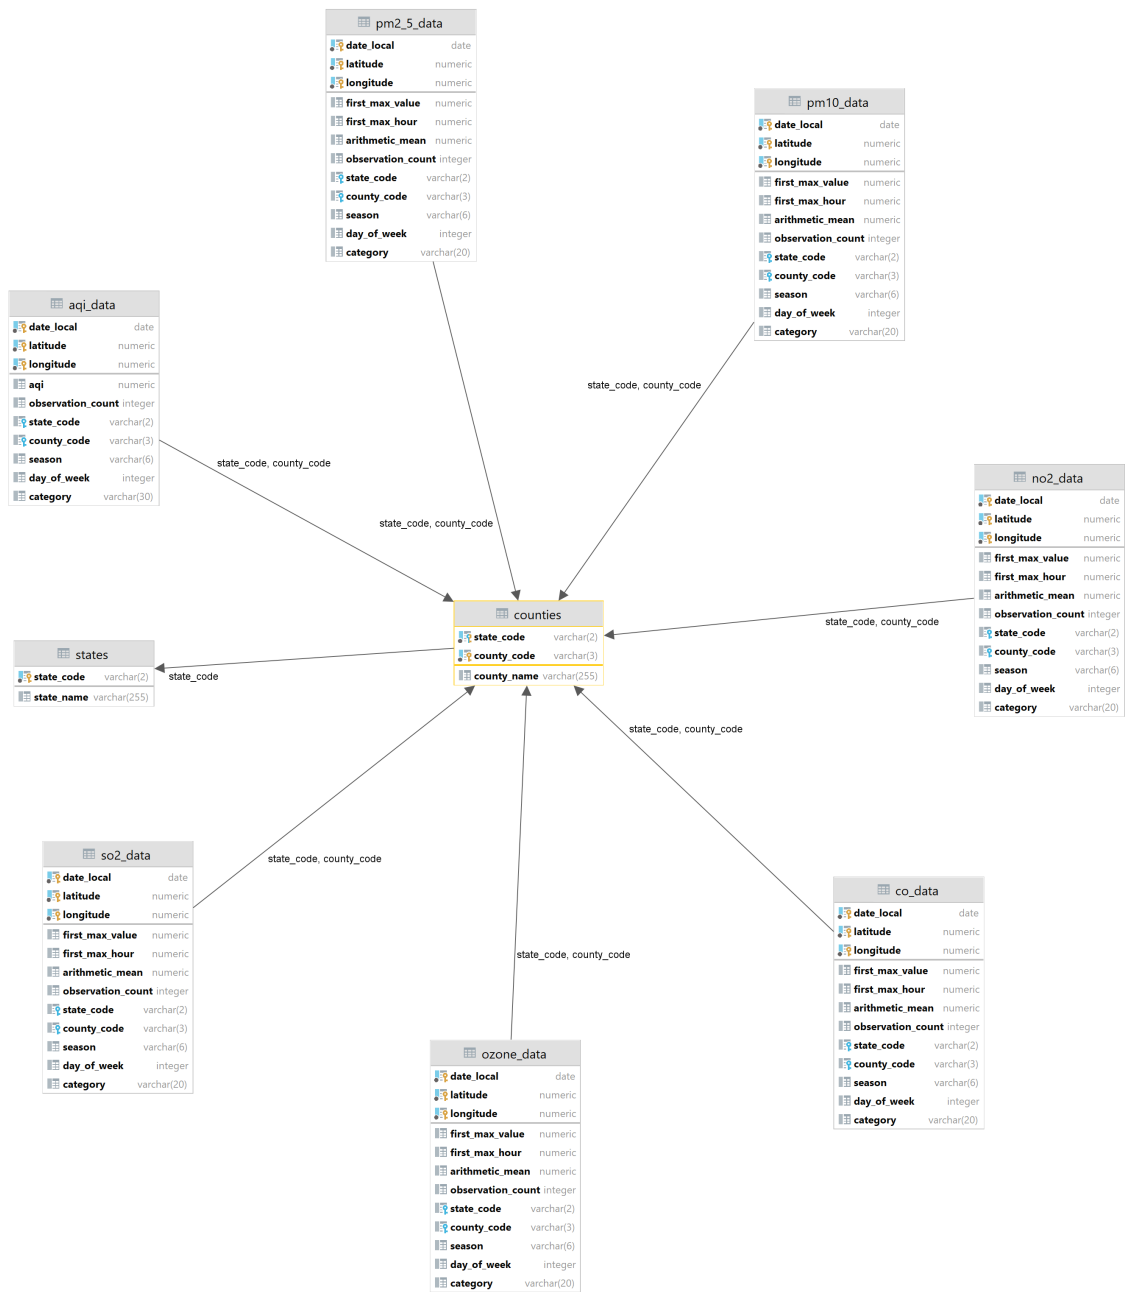 pm2_5_data
date_local date
latitude numeric
longitude numeric
first_max_value numeric
first_max_hour numeric
arithmetic_mean numeric
observation_count integer
state_code varchar(2)
county_code varchar(3)
season varchar(6)
day_of_week integer
category varchar(20)
pm10_data
date_local date
latitude numeric
longitude numeric
first_max_value numeric
first_max_hour numeric
arithmetic_mean numeric
observation_count integer
state_code varchar(2)
county_code varchar(3)
season varchar(6)
day_of_week integer
category varchar(20)
aqi_data
date_local date
latitude numeric
longitude numeric
aqi numeric
observation_count integer
state_code varchar(2)
county_code varchar(3)
season varchar(6)
day_of_week integer
category varchar(30)
state_code, county_code
state_code, county_code
state_code, county_code
no2_data
date_local date
latitude numeric
longitude numeric
first_max_value numeric
first_max_hour numeric
arithmetic_mean numeric
observation_count integer
state_code varchar(2)
county_code varchar(3)
season varchar(6)
day_of_week integer
category varchar(20)
state_code, county_code
counties
state_code varchar(2)
county_code varchar(3)
county_name varchar(255)
states
state_code varchar(2)
state_name varchar(255)
state_code
state_code, county_code
so2_data
date_local date
latitude numeric
longitude numeric
first_max_value numeric
first_max_hour numeric
arithmetic_mean numeric
observation_count integer
state_code varchar(2)
county_code varchar(3)
season varchar(6)
day_of_week integer
category varchar(20)
state_code, county_code
state_code, county_code
co_data
date_local date
latitude numeric
longitude numeric
first_max_value numeric
first_max_hour numeric
arithmetic_mean numeric
observation_count integer
state_code varchar(2)
county_code varchar(3)
season varchar(6)
day_of_week integer
category varchar(20)
ozone_data
date_local date
latitude numeric
longitude numeric
first_max_value numeric
first_max_hour numeric
arithmetic_mean numeric
observation_count integer
state_code varchar(2)
county_code varchar(3)
season varchar(6)
day_of_week integer
category varchar(20)